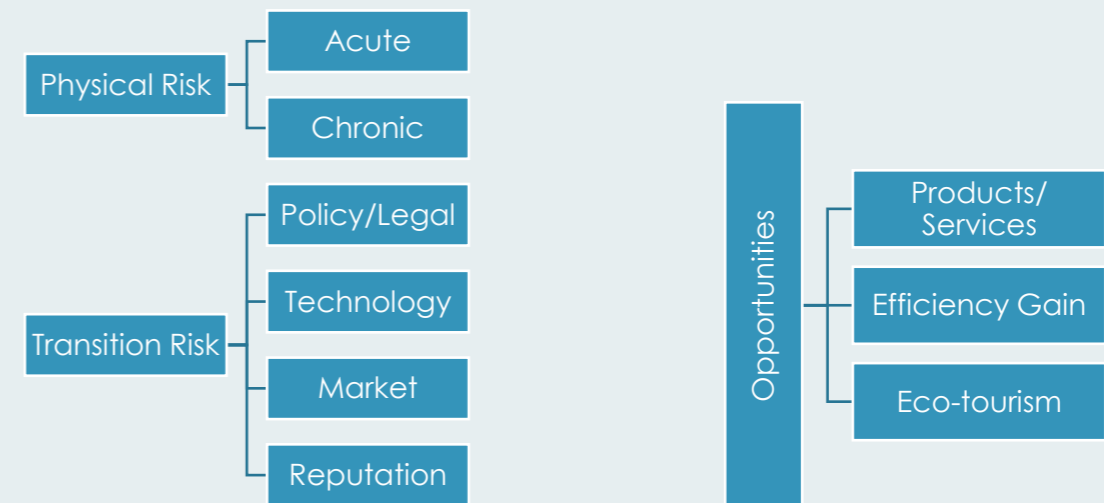 Physical Risk
Acute
Chronic
Transition Risk
Policy/Legal
Technology
Market
Reputation
Opportunities
Products/
Services
Efficiency Gain
Eco-tourism